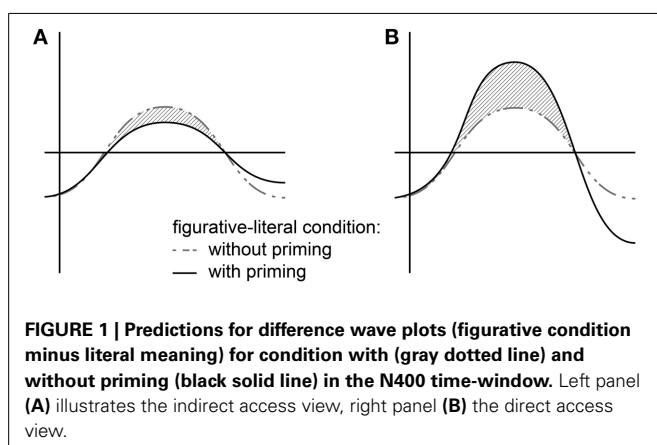 A
B
figurative-literal condition:
without priming
with priming
FIGURE 1 | Predictions for difference wave plots (figurative condition
minus literal meaning) for condition with (gray dotted line) and
without priming (black solid line) in the N400 time-window. Left panel
(A) illustrates the indirect access view, right panel (B) the direct access
view.